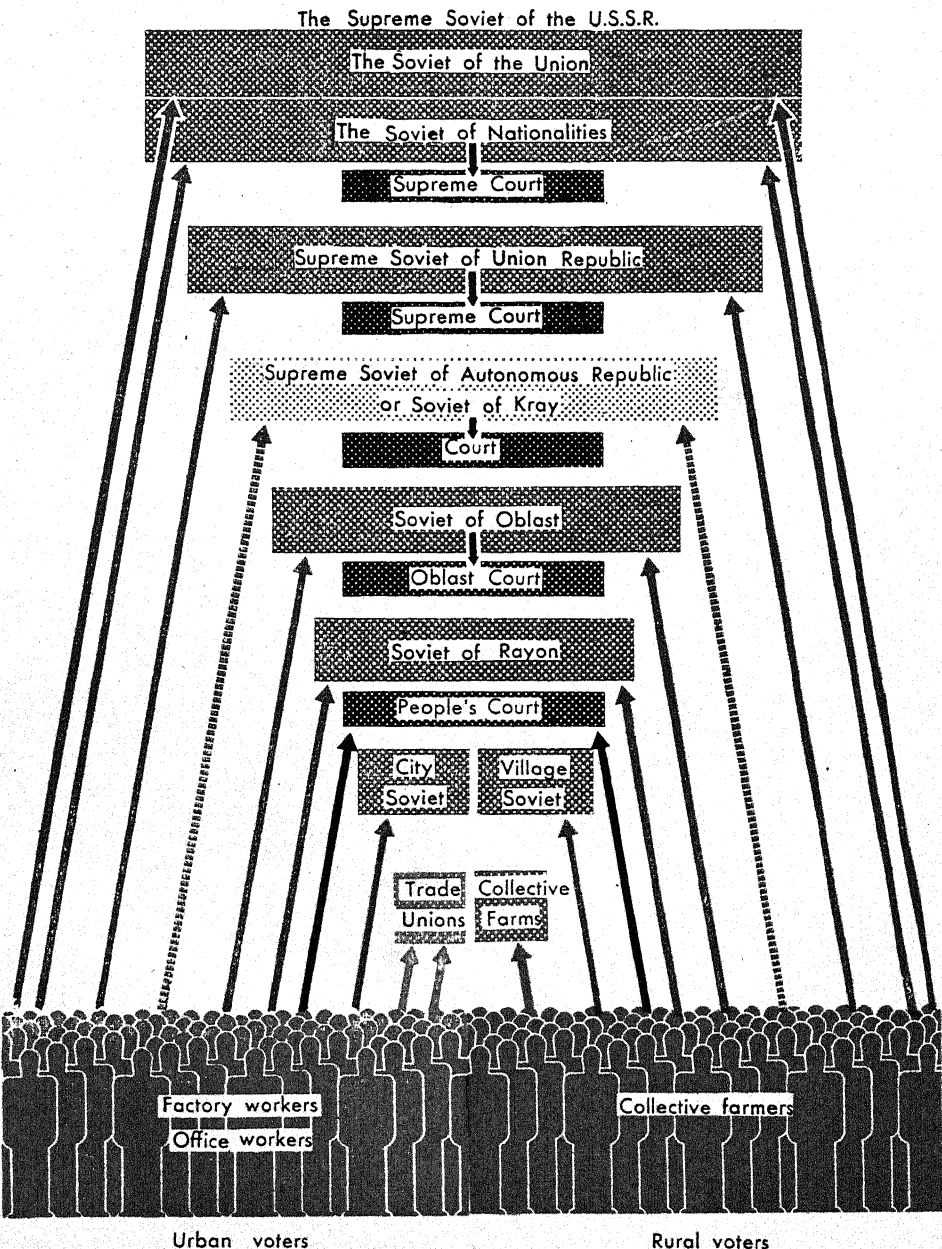 The Supreme Soviet of the U.S.S.R.
The Soviet of the Union
The Soviet of Nationalities
Supreme Court
Supreme Soviet of Union Republic
Supreme Court
Supreme Soviet of Autonomous Republic
or Soviet of Kray
Court
Soviet of Oblast
Oblast Court
Soviet of Rayon
People's Court
City
Soviet
Village
Soviet
Trade
Unions
Collective
Farms
Factory workers
Office workers
Collective farmers
Urban voters
Rural voters